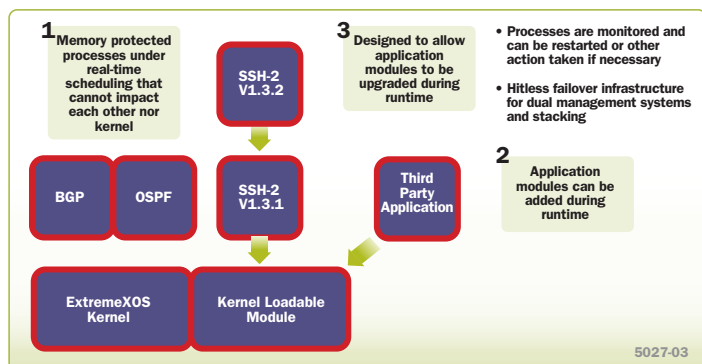 1
Memory protected
processes under
real-time
scheduling that
cannot impact
each other nor
kernel
SSH-2
V1.3.2
3
Designed to allow
application
modules to be
upgraded during
runtime
• Processes are monitored and
can be restarted or other
action taken if necessary
• Hitless failover infrastructure
for dual management systems
and stacking
BGP
OSPF
SSH-2
V1.3.1
Third
Party
Application
2
Application
modules can be
added during
runtime
ExtremeXOS
Kernel
Kernel Loadable
Module
5027-03